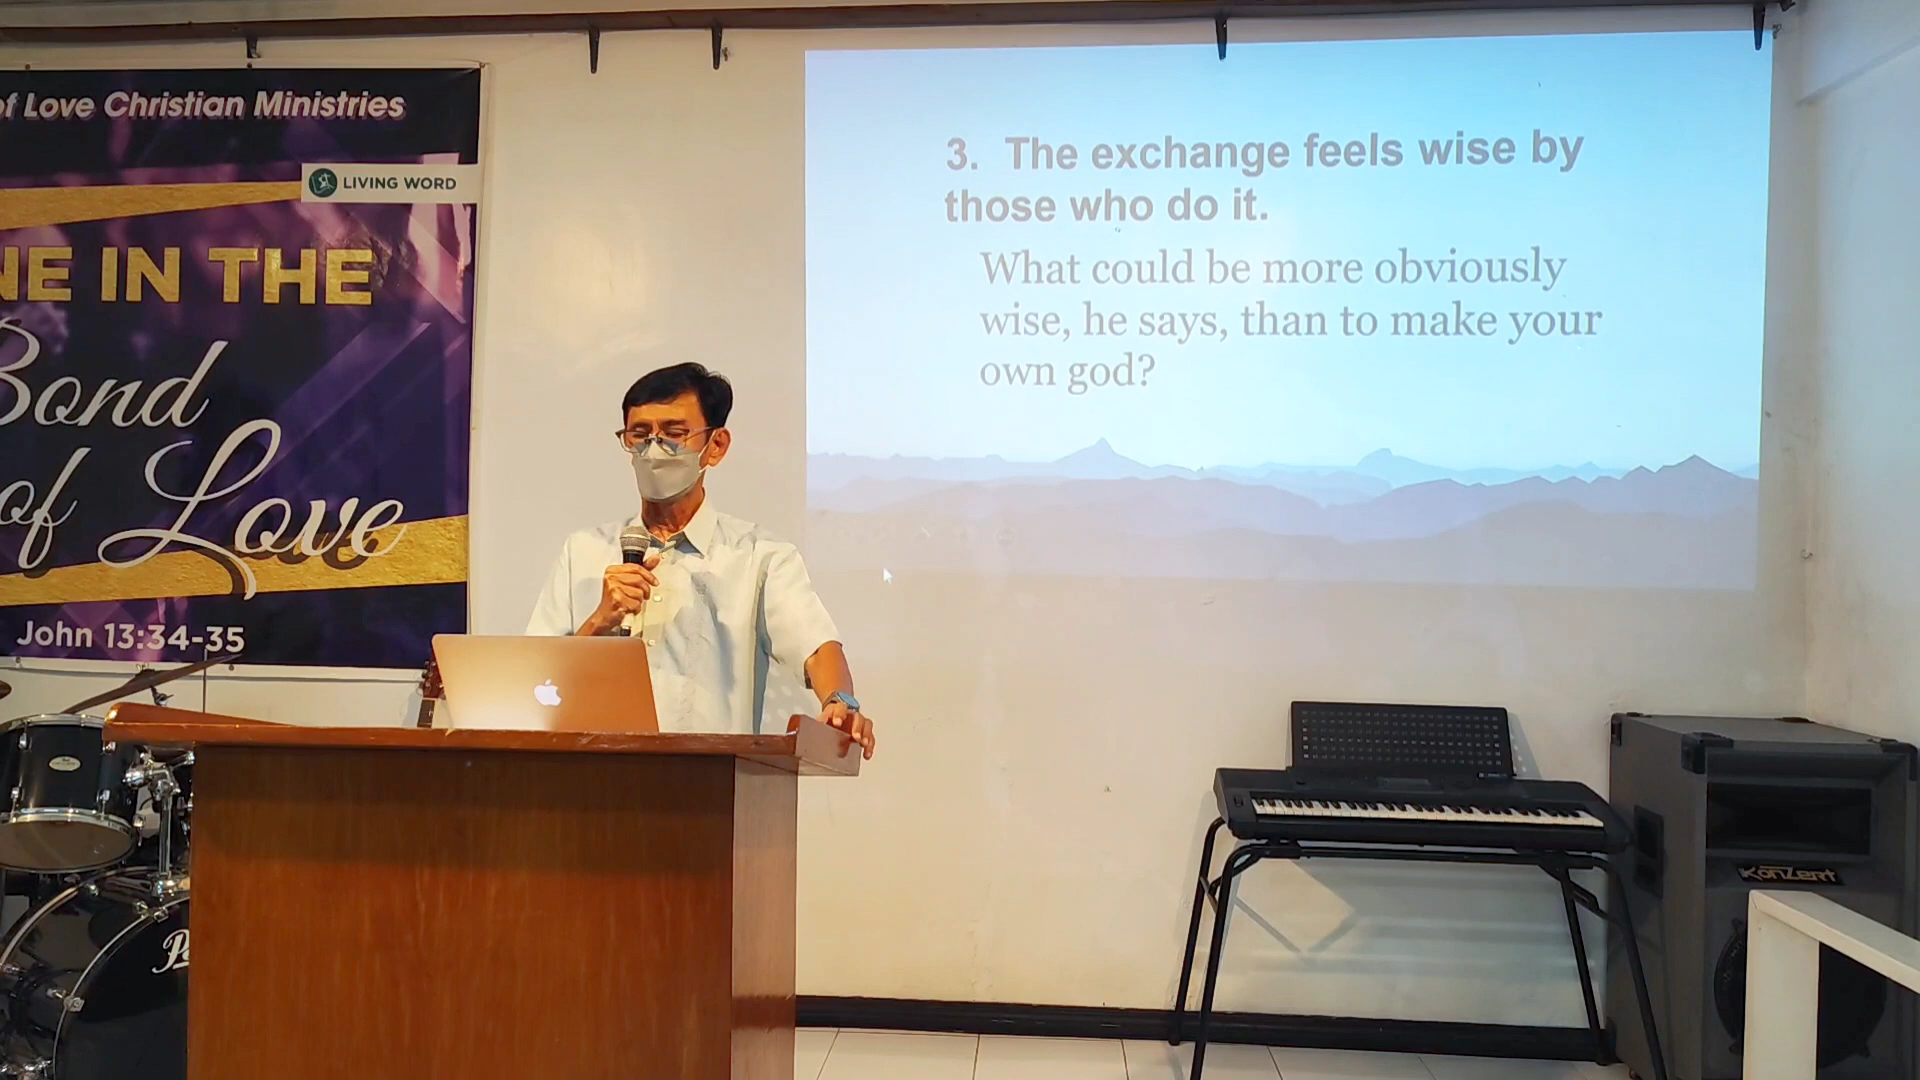 of Love Christian Ministries
LIVING WORD
NE IN THE
Bond
of Love
John 13:34-35
3. The exchange feels wise by
those who do it.
What could be more obviously
wise, he says, than to make your
own god?
KONZERT